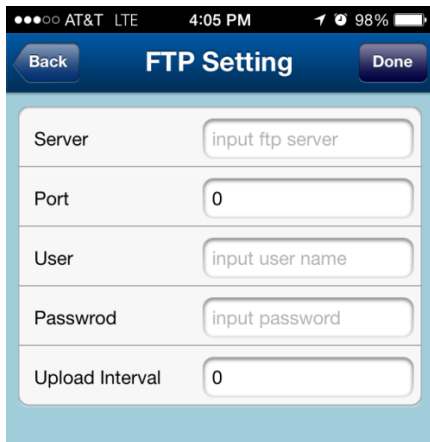 ●●●○○ AT&T LTE 4:05 PM 98%
Back FTP Setting Done
Server input ftp server
Port 0
User input user name
Passwrod input password
Upload Interval 0